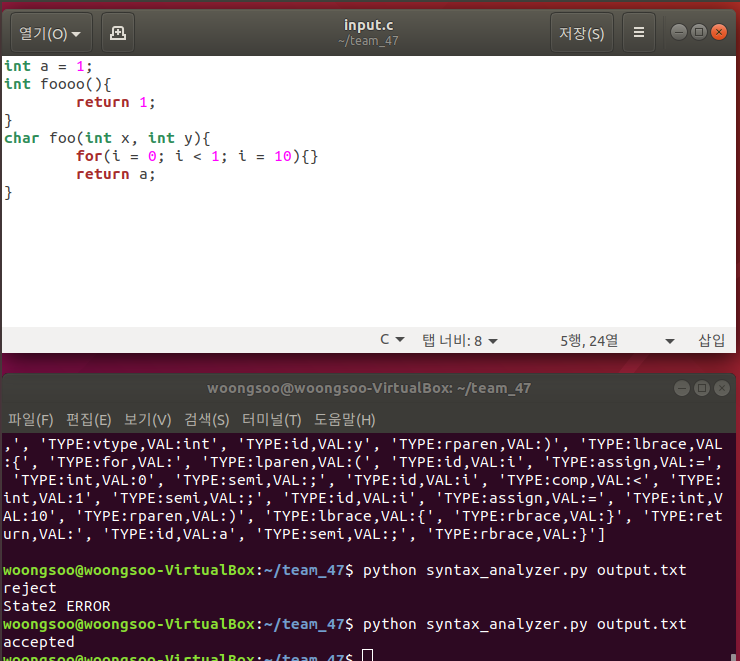 열기(O)
input.c
~/team_47
저장(S)
int a = 1;
int foooo(){
return 1;
}
char foo(int x, int y){
for(i = 0; i < 1; i = 10){}
return a;
}
C
탭 너비: 8
5행, 24열
삽입
woongsoo@woongsoo-VirtualBox: ~/team_47
파일(F) 편집(E) 보기(V) 검색(S) 터미널(T) 도움말(H)
,', 'TYPE:vtype,VAL:int', 'TYPE:id,VAL:y', 'TYPE:rparen,VAL:)', 'TYPE:lbrace,VAL
:{', 'TYPE:for,VAL:', 'TYPE:lparen,VAL:(', 'TYPE:id,VAL:i', 'TYPE:assign,VAL:=',
'TYPE:int,VAL:0', 'TYPE:semi,VAL:;', 'TYPE:id,VAL:i', 'TYPE:comp,VAL:<', 'TYPE:
int,VAL:1', 'TYPE:semi,VAL:;', 'TYPE:id,VAL:i', 'TYPE:assign,VAL:=', 'TYPE:int,V
AL:10', 'TYPE:rparen,VAL:)', 'TYPE:lbrace,VAL:{', 'TYPE:rbrace,VAL:}', 'TYPE:ret
urn,VAL:', 'TYPE:id,VAL:a', 'TYPE:semi,VAL:;', 'TYPE:rbrace,VAL:}']
woongsoo@woongsoo-VirtualBox:~/team_47$ python syntax_analyzer.py output.txt
reject
State2 ERROR
woongsoo@woongsoo-VirtualBox:~/team_47$ python syntax_analyzer.py output.txt
accepted
woongsoo@woongsoo-VirtualBox:~/team_47$